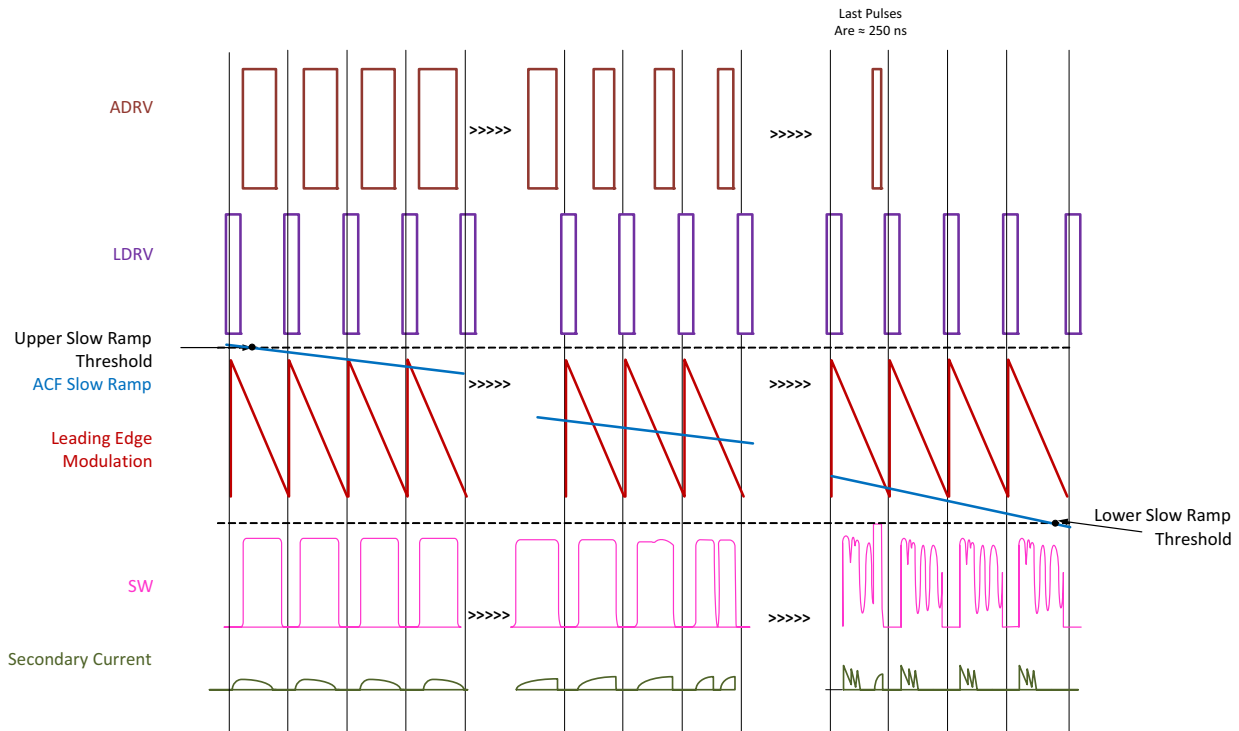 Last Pulses
Are ≈ 250 ns
ADRV
>>>>>
>>>>>
LDRV
Upper Slow Ramp
Threshold
ACF Slow Ramp
>>>>>
>>>>>
Leading Edge
Modulation
Lower Slow Ramp
Threshold
SW
>>>>>
>>>>>
Secondary Current